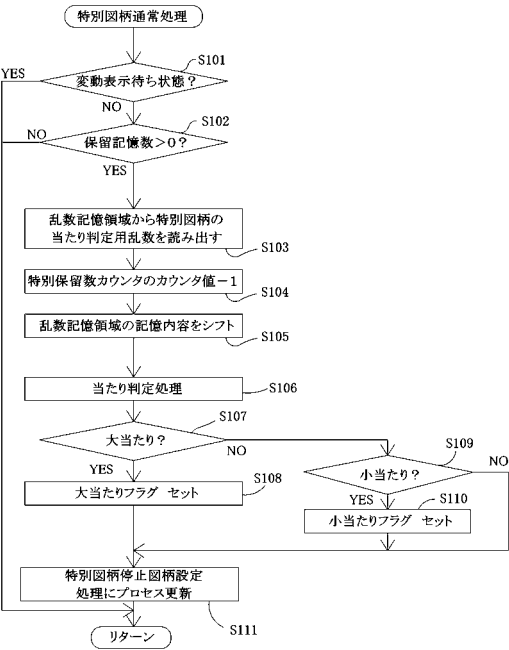 特別図柄通常処理
S101
YES
変動表示待ち状態？
NO
S102
NO
保留記憶数＞0？
YES
乱数記憶領域から特別図柄の
当たり判定用乱数を読み出す
S103
特別保留数カウンタのカウンタ値－1
S104
乱数記憶領域の記憶内容をシフト
S105
当たり判定処理
S106
S107
大当たり？
NO
S109
YES
小当たり？
NO
S108
大当たりフラグ セット
YES
S110
小当たりフラグ セット
特別図柄停止図柄設定
処理にプロセス更新
S111
リターン